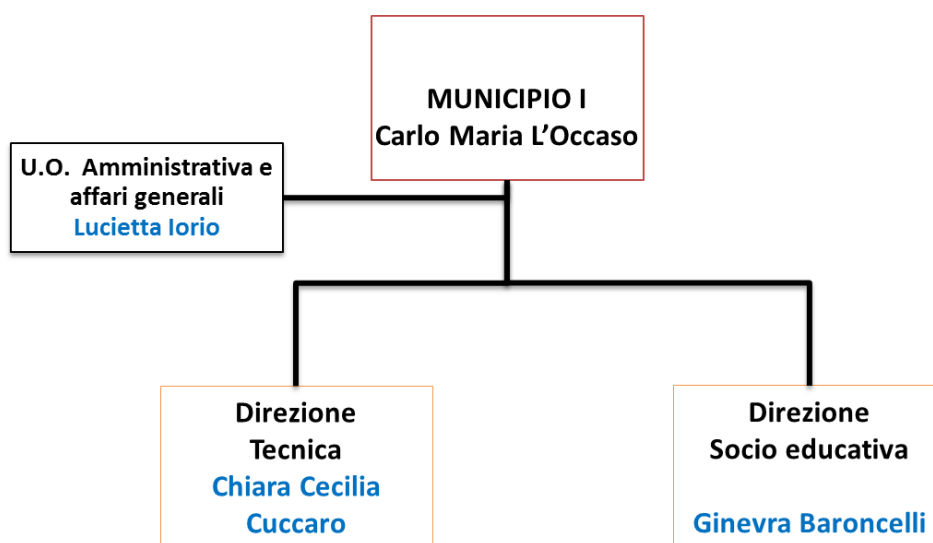 MUNICIPIO I
Carlo Maria L’Occaso
U.O. Amministrativa e
affari generali
Lucietta Iorio
Direzione
Tecnica
Chiara Cecilia
Cuccaro
Direzione
Socio educativa
Ginevra Baroncelli